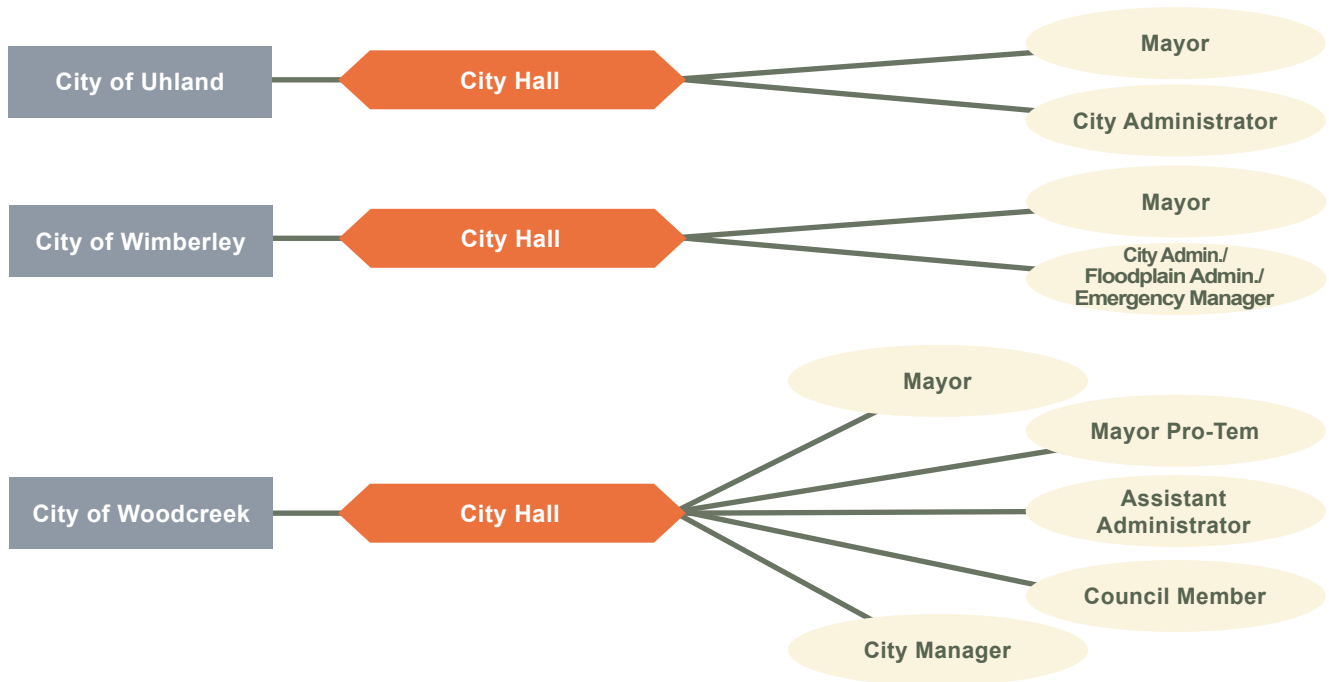 City of Uhland
City Hall
Mayor
City Administrator
City of Wimberley
City Hall
Mayor
City Admin./
Floodplain Admin./
Emergency Manager
City of Woodcreek
City Hall
Mayor
Mayor Pro-Tem
Assistant
Administrator
Council Member
City Manager